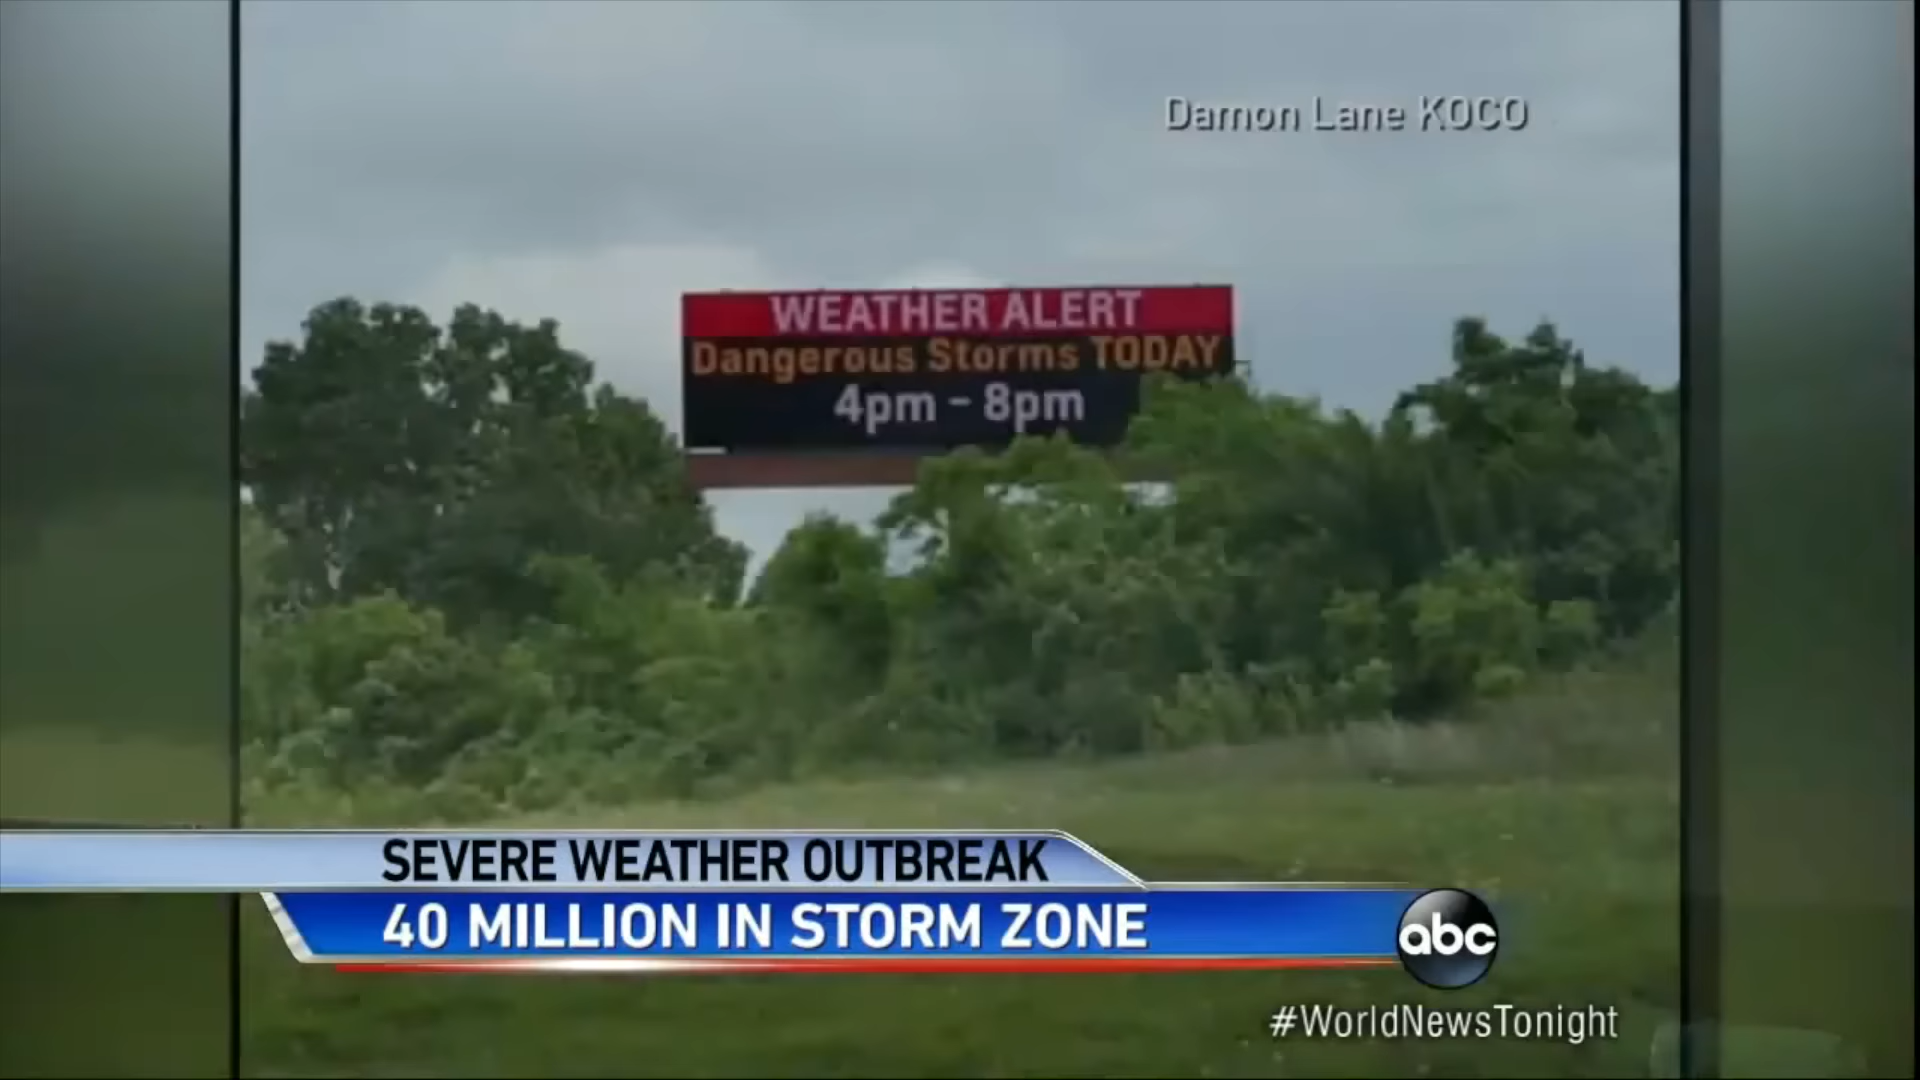 Damon Lane KOCO
WEATHER ALERT
Dangerous Storms TODAY
4pm - 8pm
SEVERE WEATHER OUTBREAK
40 MILLION IN STORM ZONE
abc
#WorldNewsTonight